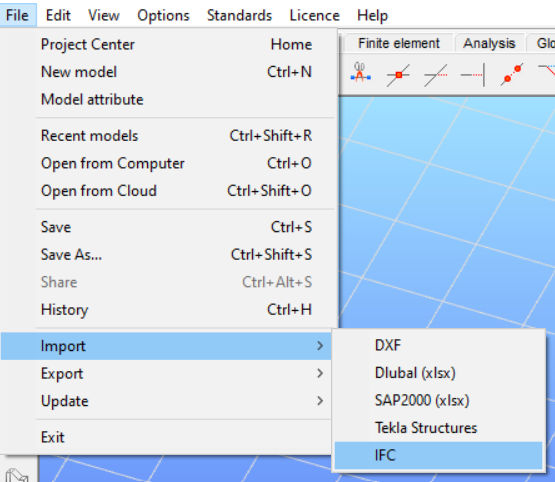 File Edit View Options Standards Licence Help
Finite element Analysis Glo
Project Center Home
New model Ctrl+N
Model attribute
Recent models Ctrl+Shift+R
Open from Computer Ctrl+O
Open from Cloud Ctrl+Shift+O
Save Ctrl+S
Save As... Ctrl+Shift+S
Share Ctrl+Alt+S
History Ctrl+H
Import
Export
Update
Exit
DXF
Dlubal (xlsx)
SAP2000 (xlsx)
Tekla Structures
IFC